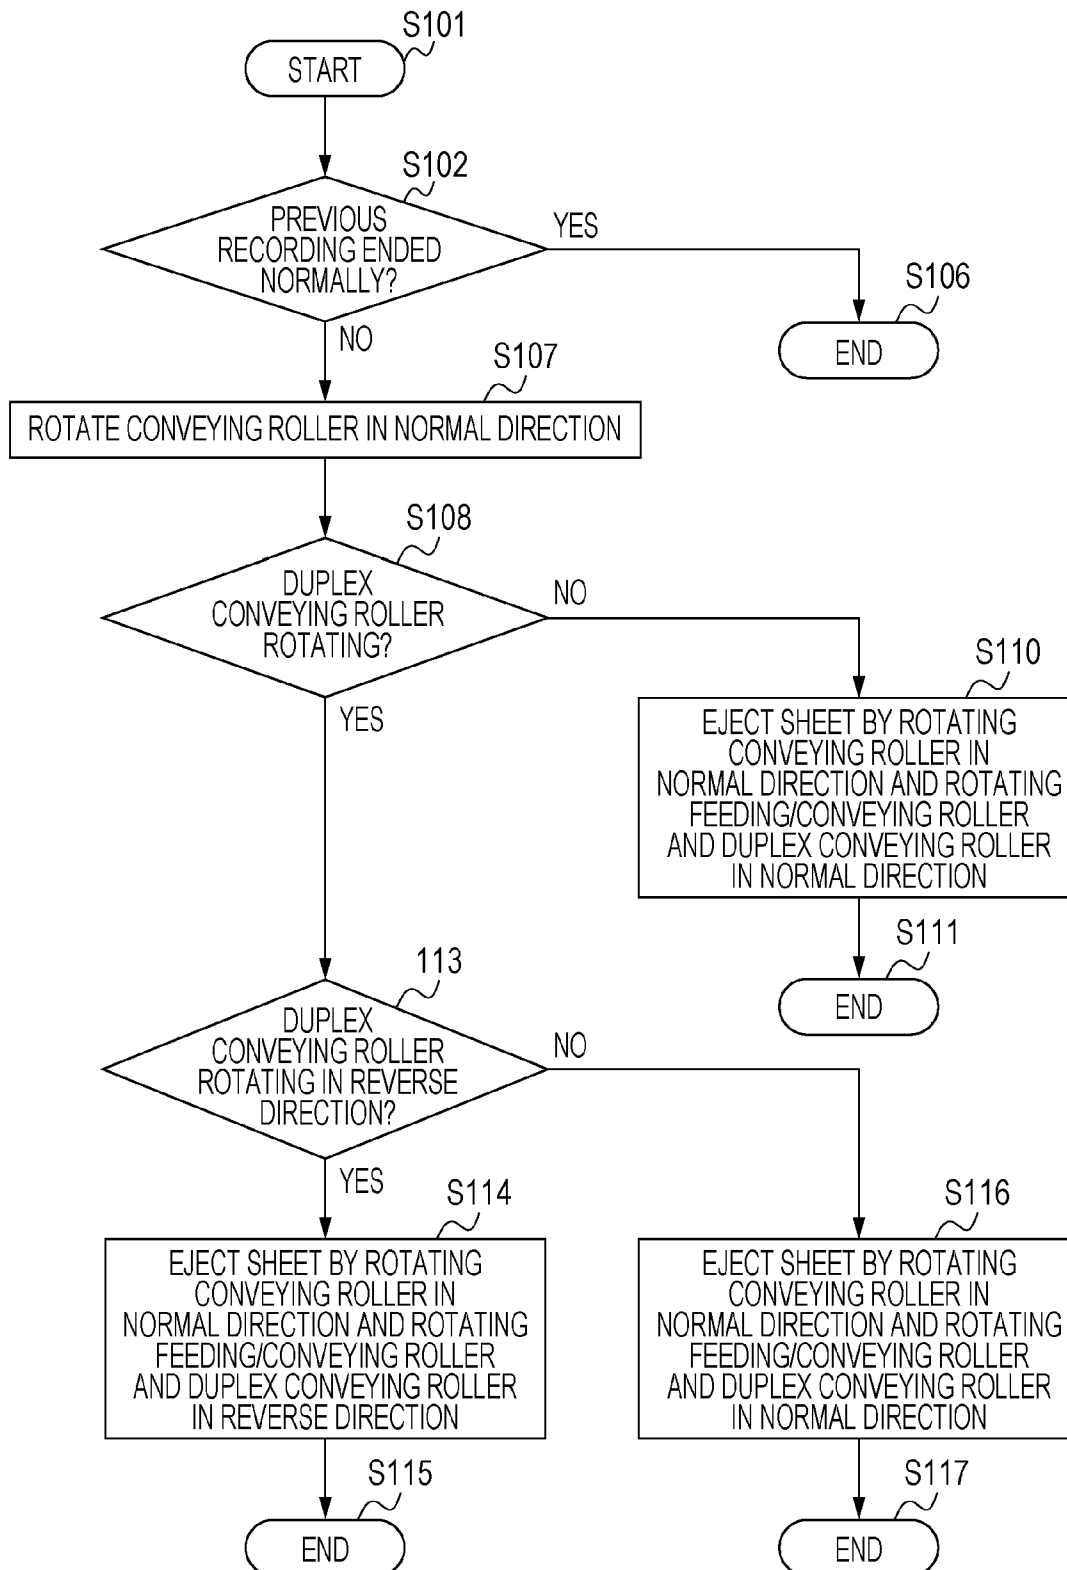 S101
START
S102
PREVIOUS
RECORDING ENDED
NORMALLY?
YES
NO
S106
END
S107
ROTATE CONVEYING ROLLER IN NORMAL DIRECTION
S108
DUPLEX
CONVEYING ROLLER
ROTATING?
NO
YES
S110
EJECT SHEET BY ROTATING
CONVEYING ROLLER IN
NORMAL DIRECTION AND ROTATING
FEEDING/CONVEYING ROLLER
AND DUPLEX CONVEYING ROLLER
IN NORMAL DIRECTION
S111
END
113
DUPLEX
CONVEYING ROLLER
ROTATING IN REVERSE
DIRECTION?
NO
YES
S114
EJECT SHEET BY ROTATING
CONVEYING ROLLER IN
NORMAL DIRECTION AND ROTATING
FEEDING/CONVEYING ROLLER
AND DUPLEX CONVEYING ROLLER
IN REVERSE DIRECTION
S115
END
S116
EJECT SHEET BY ROTATING
CONVEYING ROLLER IN
NORMAL DIRECTION AND ROTATING
FEEDING/CONVEYING ROLLER
AND DUPLEX CONVEYING ROLLER
IN NORMAL DIRECTION
S117
END